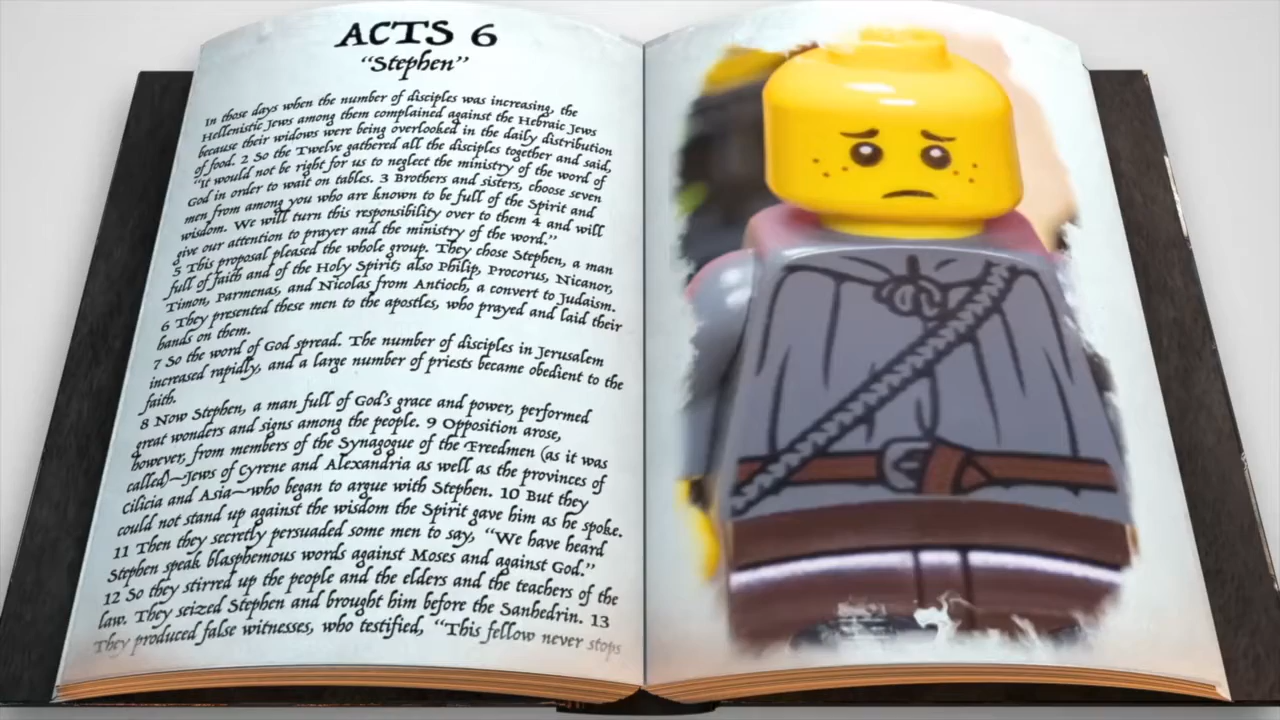 ACTS 6
“Stephen”
In those days when the number of disciples was increasing, the
Hellenistic Jews among them complained against the Hebraic Jews
because their widows were being overlooked in the daily distribution
of food. 2 So the Twelve gathered all the disciples together and said,
“It would not be right for us to neglect the ministry of the word of
God in order to wait on tables. 3 Brothers and sisters, choose seven
men from among you who are known to be full of the Spirit and
wisdom. We will turn this responsibility over to them 4 and will
give our attention to prayer and the ministry of the word.”
5 This proposal pleased the whole group. They chose Stephen, a man
full of faith and of the Holy Spirit; also Philip, Procorus, Nicanor,
Timon, Parmenas, and Nicolas from Antioch, a convert to Judaism.
6 They presented these men to the apostles, who prayed and laid their
hands on them.
7 So the word of God spread. The number of disciples in Jerusalem
increased rapidly, and a large number of priests became obedient to the
faith.
8 Now Stephen, a man full of God's grace and power, performed
great wonders and signs among the people. 9 Opposition arose,
however, from members of the Synagogue of the Freedmen (as it was
called)—Jews of Cyrene and Alexandria as well as the provinces of
Cilicia and Asia—who began to argue with Stephen. 10 But they
could not stand up against the wisdom the Spirit gave him as he spoke.
11 Then they secretly persuaded some men to say, “We have heard
Stephen speak blasphemous words against Moses and against God.”
12 So they stirred up the people and the elders and the teachers of the
law. They seized Stephen and brought him before the Sanhedrin. 13
They produced false witnesses, who testified, “This fellow never stops